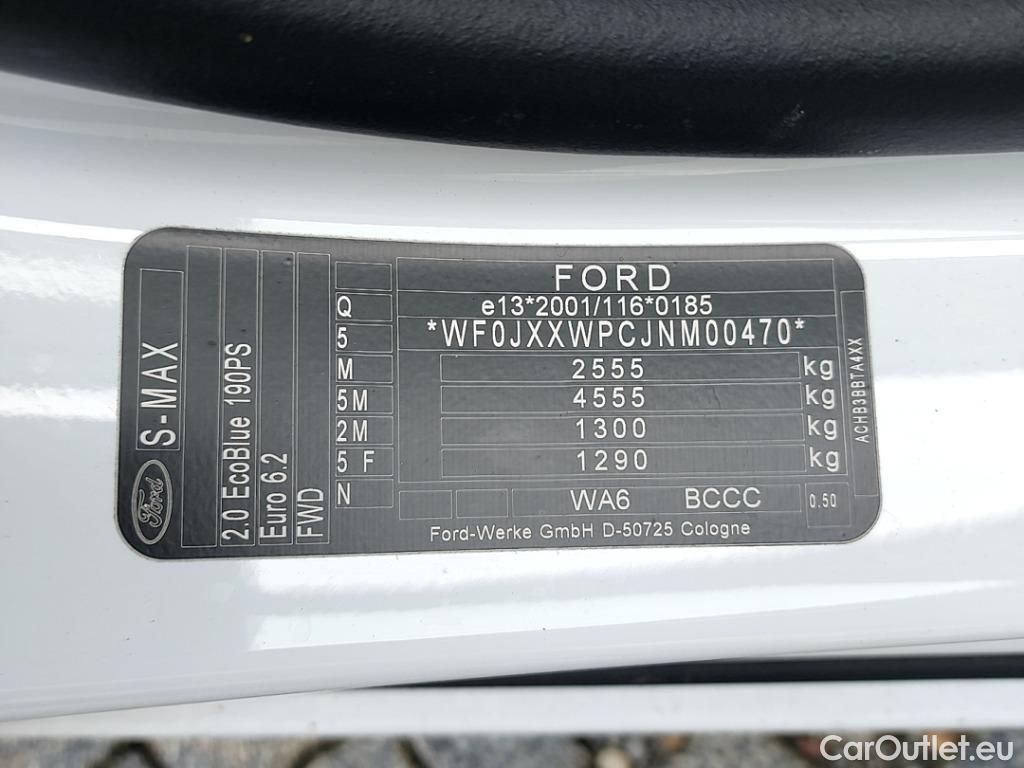 FORD
e13*2001/116*0185
*WF0JXXWPCJNM00470*
2555 kg
4555 kg
1300 kg
1290 kg
WA6 BCCC 0.50
Ford-Werke GmbH D-50725 Cologne
Q
5
M
5M
2M
5 F
N
Ford
S-MAX
2.0 EcoBlue 190PS
Euro 6.2
FWD
ACHB3BBTA4XX
CarOutlet.eu